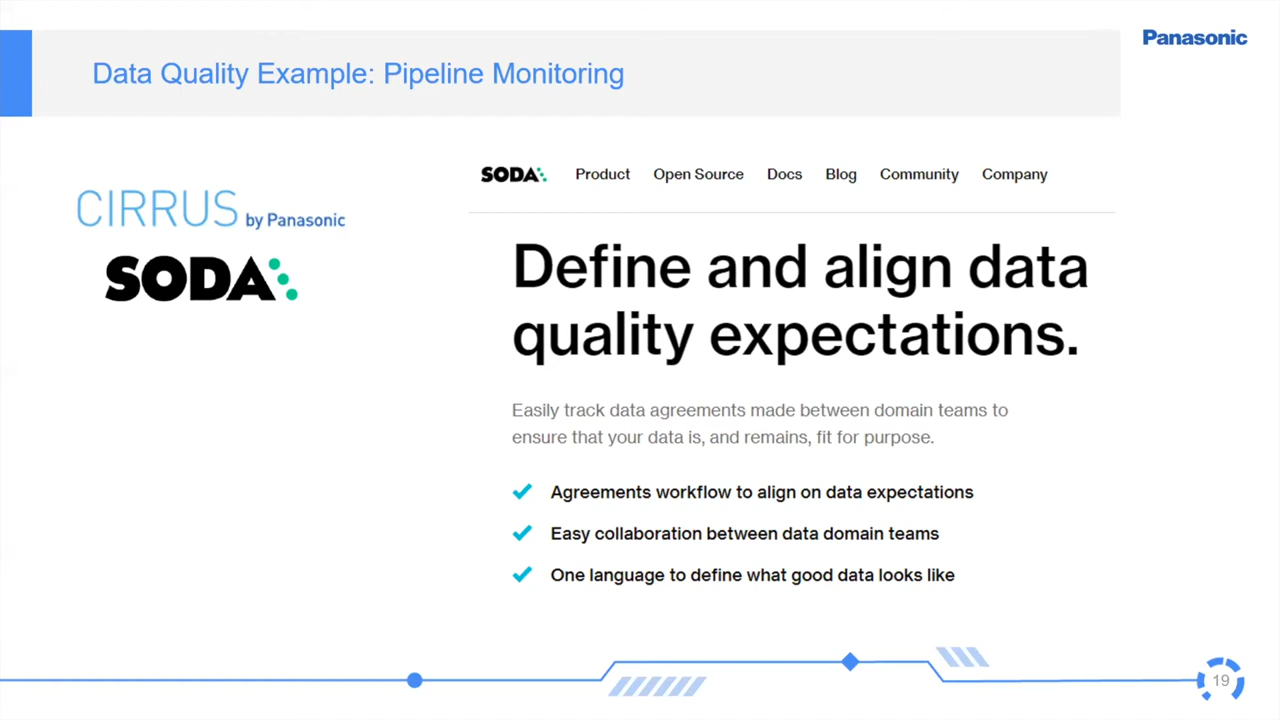 Panasonic
Data Quality Example: Pipeline Monitoring
CIRRUS by Panasonic
SODA
SODA Product Open Source Docs Blog Community Company
Define and align data
quality expectations.
Easily track data agreements made between domain teams to
ensure that your data is, and remains, fit for purpose.
Agreements workflow to align on data expectations
Easy collaboration between data domain teams
One language to define what good data looks like
19